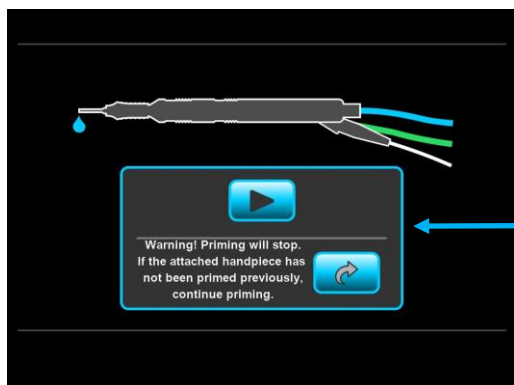 Warning! Priming will stop.
If the attached handpiece has
not been primed previously,
continue priming.